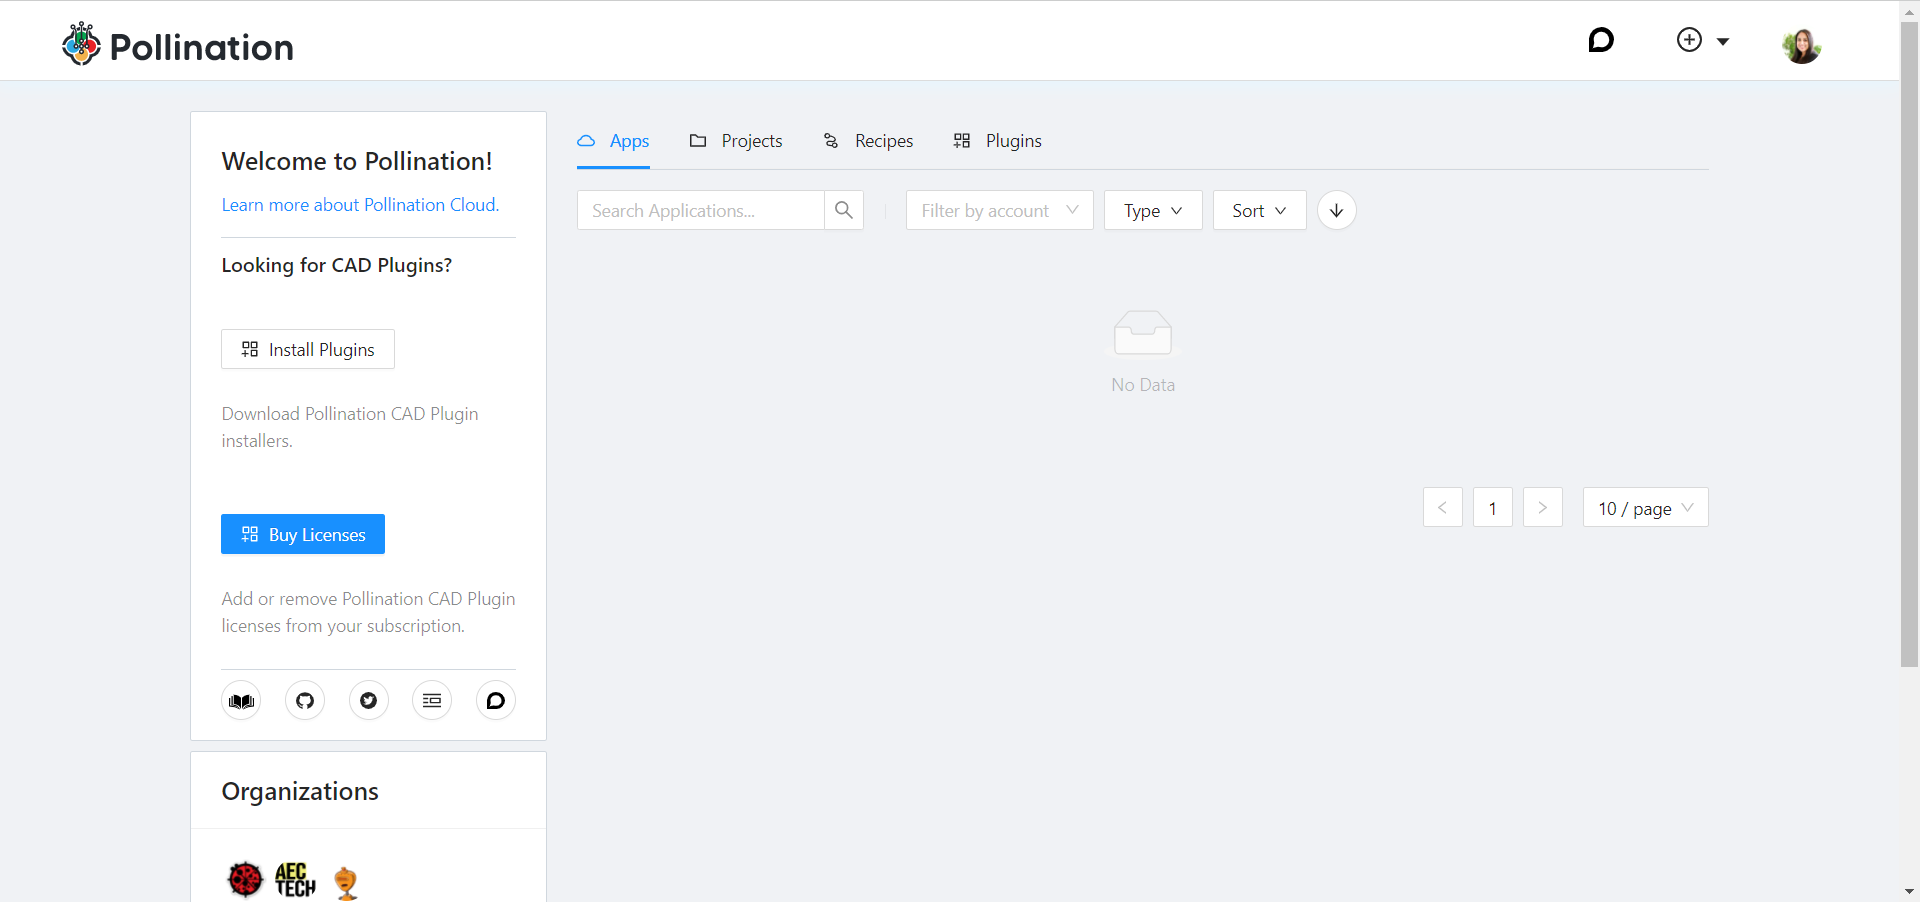 Pollination
Welcome to Pollination!
Learn more about Pollination Cloud.
Looking for CAD Plugins?
Install Plugins
Download Pollination CAD Plugin
installers.
Buy Licenses
Add or remove Pollination CAD Plugin
licenses from your subscription.
Organizations
AEC
TECH
Apps Projects Recipes Plugins
Search Applications... Filter by account Type Sort
No Data
1 10 / page